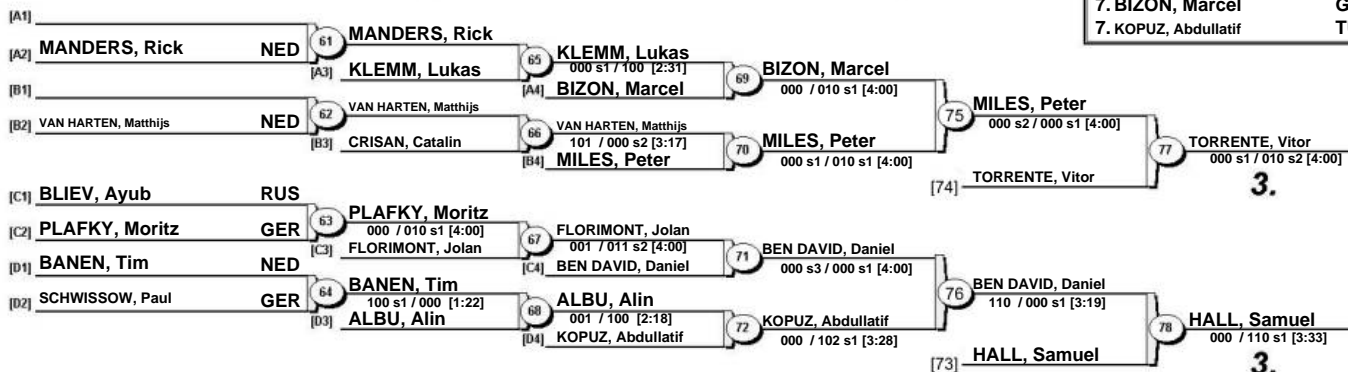 7. BIZON, Marcel G
7. KOPUZ, Abdullatif
[A1]
[A2] MANDERS, Rick NED
61 MANDERS, Rick
[A3] KLEMM, Lukas
65 KLEMM, Lukas
000 s1 / 100 [2:31]
[A4] BIZON, Marcel
69 BIZON, Marcel
000 / 010 s1 [4:00]
[B1]
[B2] VAN HARTEN, Matthijs NED
62 VAN HARTEN, Matthijs
[B3] CRISAN, Catalin
66 VAN HARTEN, Matthijs
101 / 000 s2 [3:17]
[B4] MILES, Peter
70 MILES, Peter
000 s1 / 010 s1 [4:00]
75 MILES, Peter
000 s2 / 000 s1 [4:00]
[74] TORRENTE, Vitor
77 TORRENTE, Vitor
000 s1 / 010 s2 [4:00]
3.
[C1] BLIEV, Ayub RUS
[C2] PLAFKY, Moritz GER
63 PLAFKY, Moritz
000 / 010 s1 [4:00]
[C3] FLORIMONT, Jolan
67 FLORIMONT, Jolan
001 / 011 s2 [4:00]
[C4] BEN DAVID, Daniel
71 BEN DAVID, Daniel
000 s3 / 000 s1 [4:00]
[D1] BANEN, Tim NED
[D2] SCHWISSOW, Paul GER
64 BANEN, Tim
100 s1 / 000 [1:22]
[D3] ALBU, Alin
68 ALBU, Alin
001 / 100 [2:18]
[D4] KOPUZ, Abdullatif
72 KOPUZ, Abdullatif
000 / 102 s1 [3:28]
76 BEN DAVID, Daniel
110 / 000 s1 [3:19]
[73] HALL, Samuel
78 HALL, Samuel
000 / 110 s1 [3:33]
3.